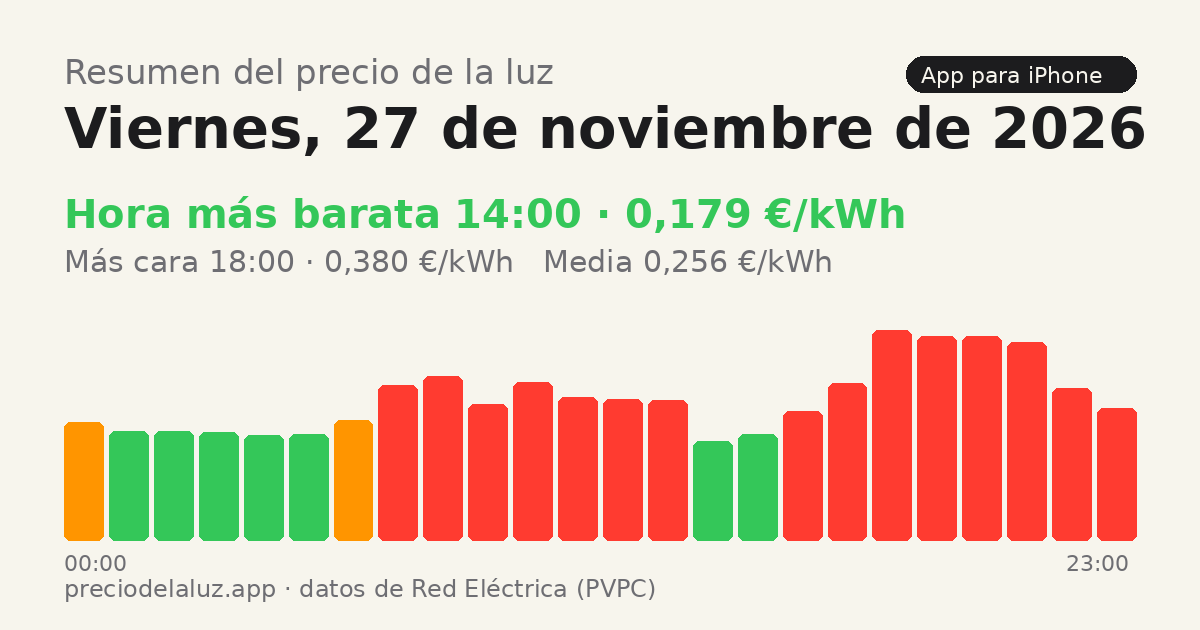 Resumen del precio de la luz
App para iPhone
Viernes, 27 de noviembre de 2026
Hora más barata 14:00 · 0,179 €/kWh
Más cara 18:00 · 0,380 €/kWh Media 0,256 €/kWh
00:00 23:00
preciodelaluz.app · datos de Red Eléctrica (PVPC)